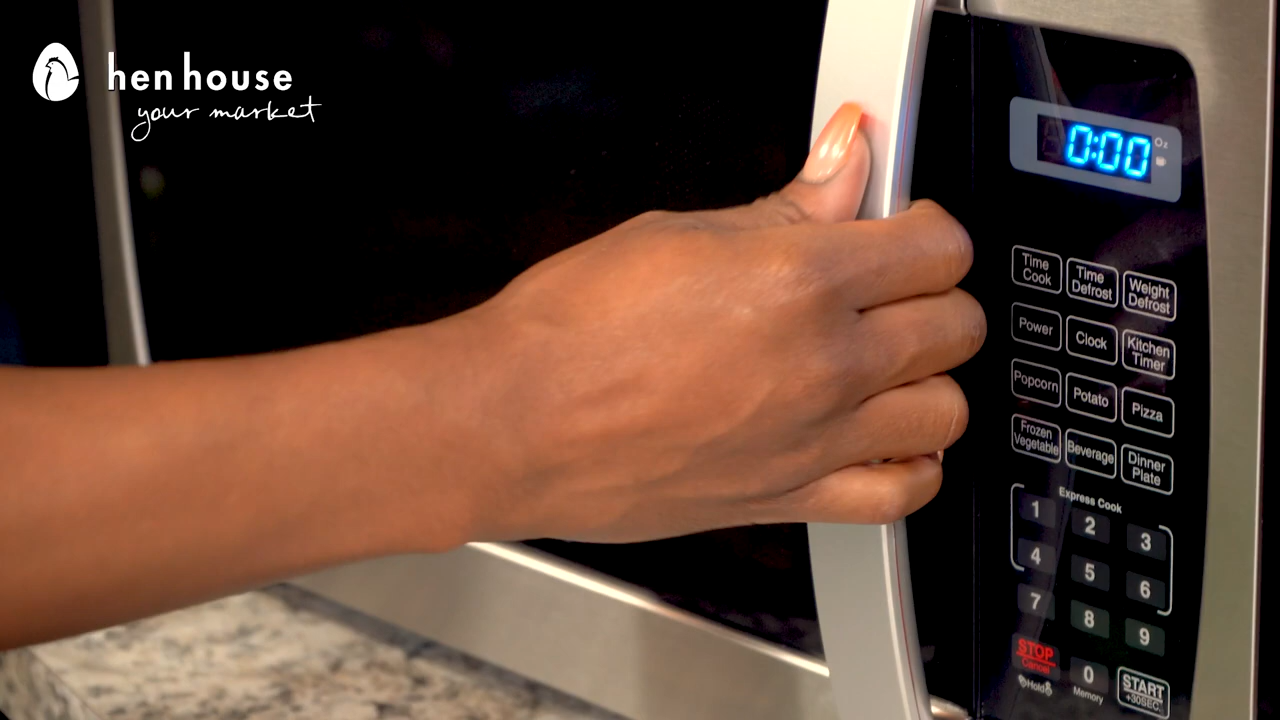 hen house
your market
0:00
Oz
Time
Cook
Time
Defrost
Weight
Defrost
Power
Clock
Kitchen
Timer
Popcorn
Potato
Pizza
Frozen
Vegetable
Beverage
Dinner
Plate
Express Cook
1 2 3
4 5 6
7 8 9
STOP
Cancel
Hold
0
Memory
START
+30SEC.